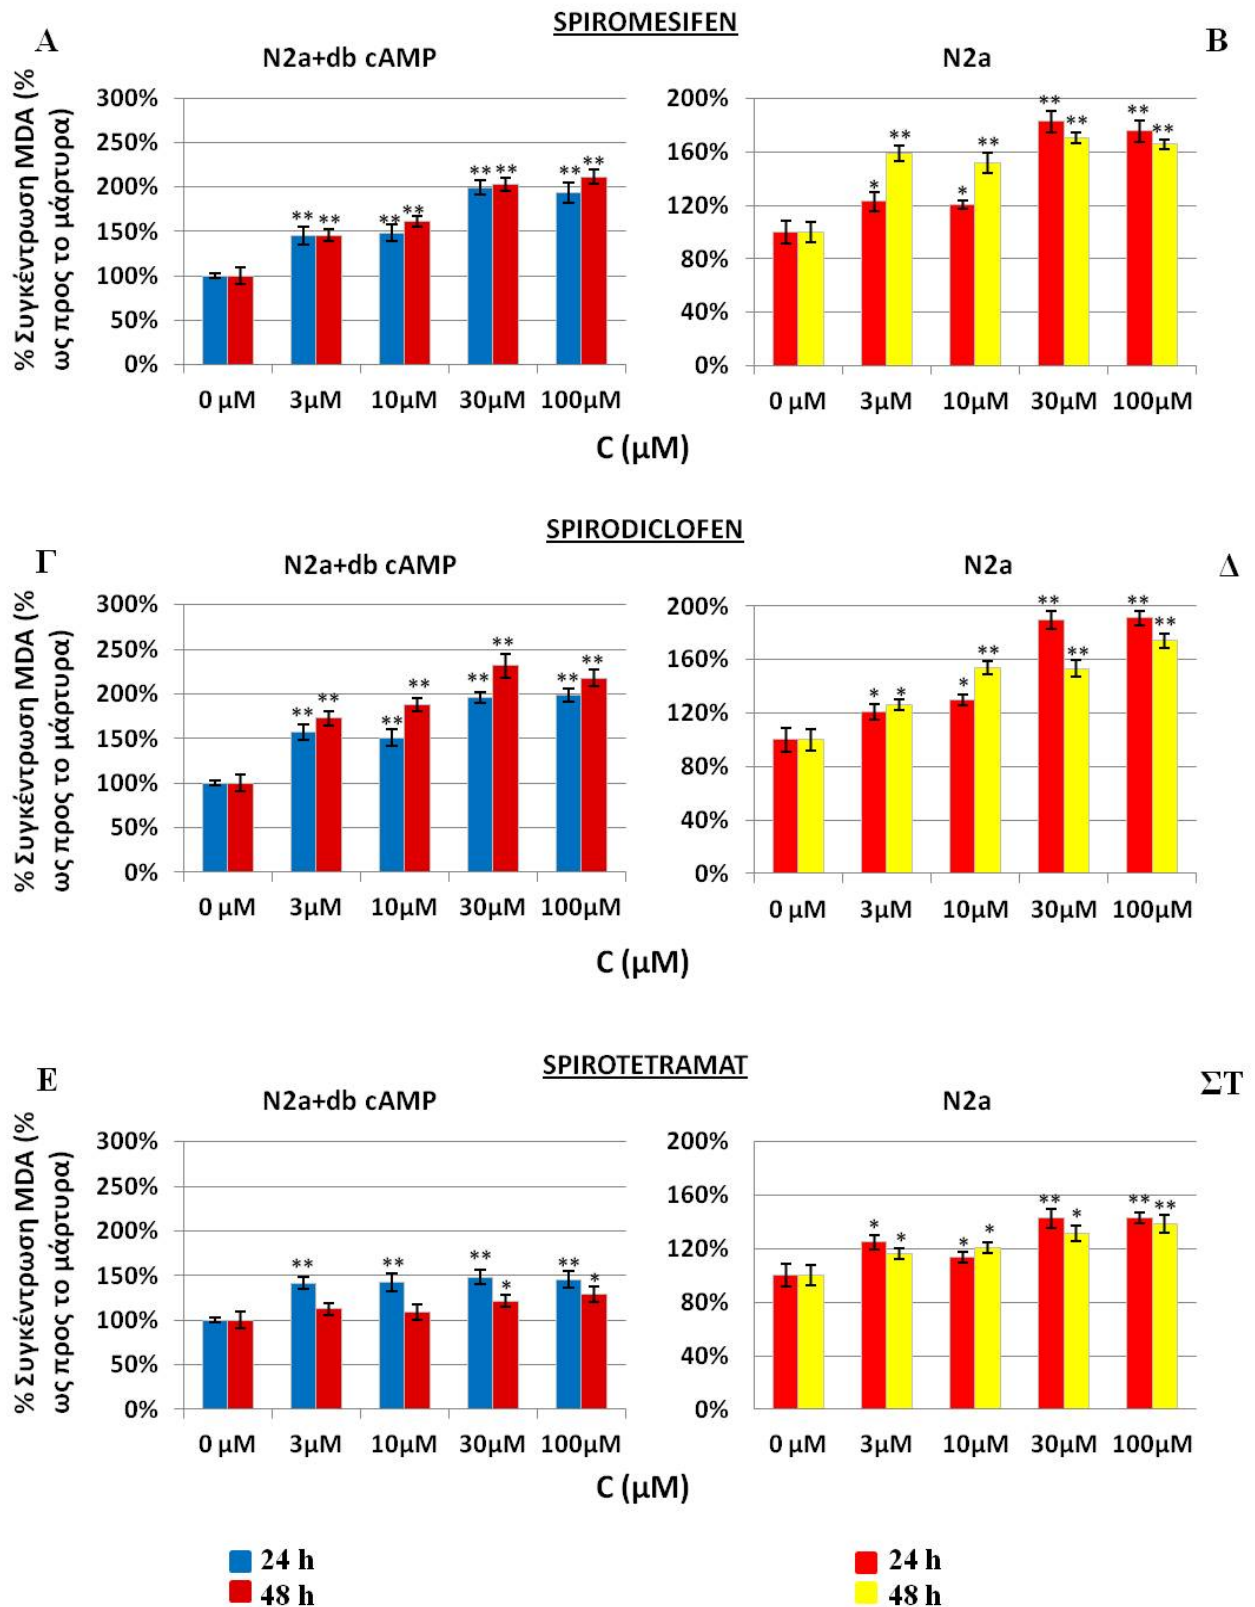 SPIROMESIFEN
Α
Β
N2a+db cAMP
N2a
% Συγκέντρωση MDA (%
ως προς το μάρτυρα)
300%
250%
200%
150%
100%
50%
0%
** ** ** ** ** ** ** **
0 μM 3μM 10μM 30μM 100μM
200%
160%
120%
80%
40%
0%
* ** * ** ** ** ** **
0 μM 3μM 10μM 30μM 100μM
C (μM)
SPIRODICLOFEN
Γ
Δ
N2a+db cAMP
N2a
% Συγκέντρωση MDA (%
ως προς το μάρτυρα)
300%
250%
200%
150%
100%
50%
0%
** ** ** ** ** ** ** **
0 μM 3μM 10μM 30μM 100μM
200%
160%
120%
80%
40%
0%
* * * ** ** ** ** **
0 μM 3μM 10μM 30μM 100μM
C (μM)
SPIROTETRAMAT
Ε
ΣΤ
N2a+db cAMP
N2a
% Συγκέντρωση MDA (%
ως προς το μάρτυρα)
300%
250%
200%
150%
100%
50%
0%
** ** ** * ** *
0 μM 3μM 10μM 30μM 100μM
200%
160%
120%
80%
40%
0%
* * * * ** * ** **
0 μM 3μM 10μM 30μM 100μM
C (μM)
24 h
48 h
24 h
48 h